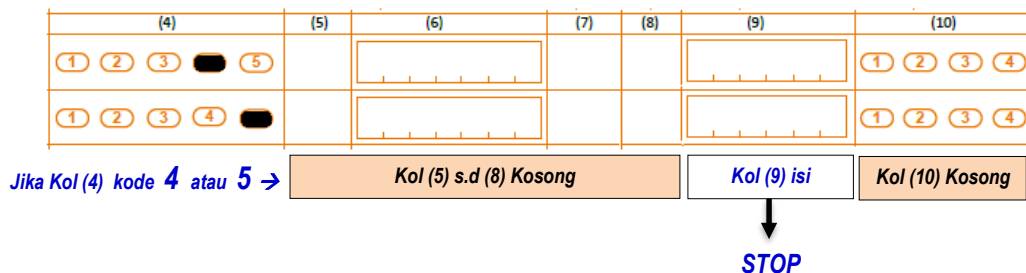 (4) (5) (6) (7) (8) (9) (10)
1 2 3 5 1 2 3 4
1 2 3 4 1 2 3 4
Jika Kol (4) kode 4 atau 5 → Kol (5) s.d (8) Kosong Kol (9) isi Kol (10) Kosong
STOP